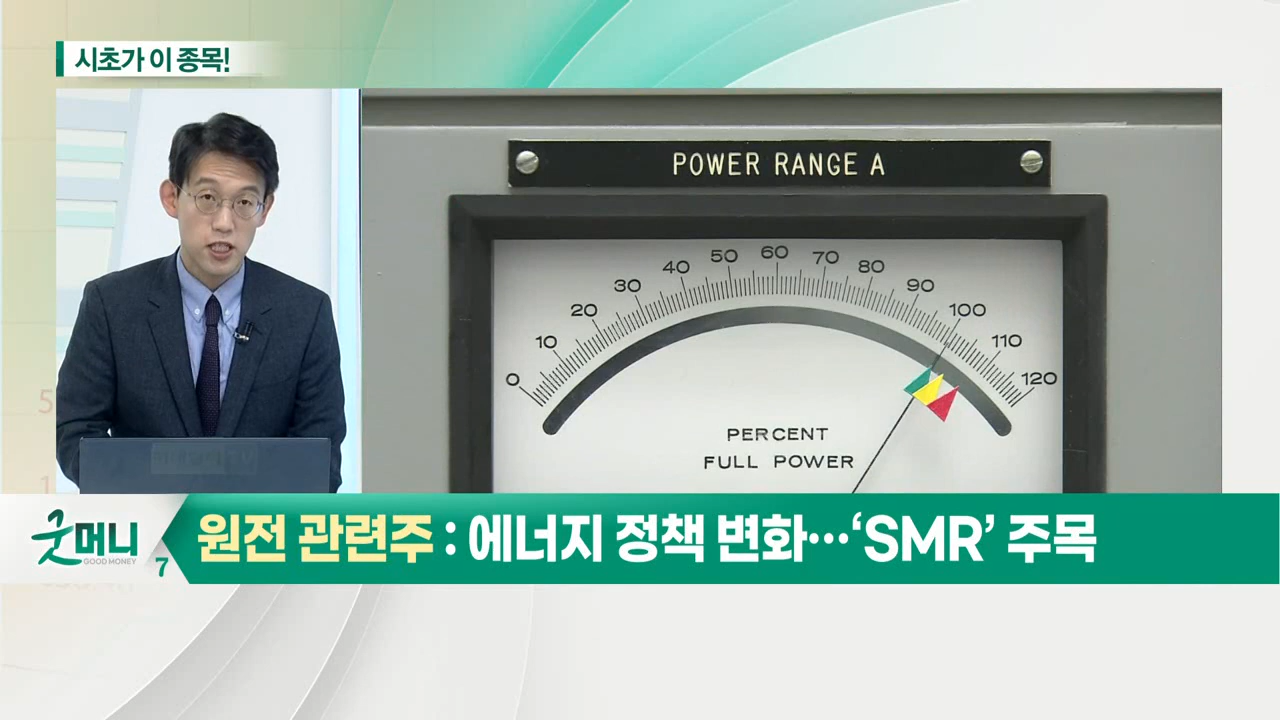 시초가 이 종목!
POWER RANGE A
0 10 20 30 40 50 60 70 80 90 100 110 120
PERCENT
FULL POWER
굿머니
GOOD MONEY
7
원전 관련주 : 에너지 정책 변화…‘SMR’ 주목